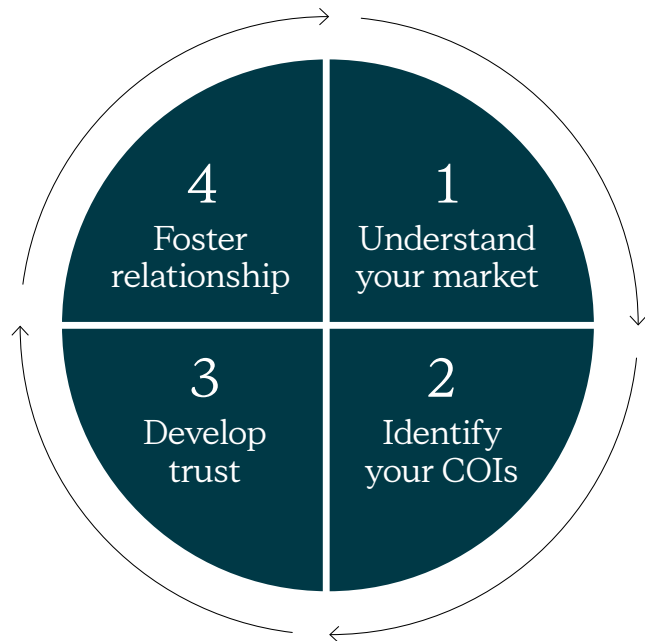 1
Understand
your market
2
Identify
your COIs
3
Develop
trust
4
Foster
relationship